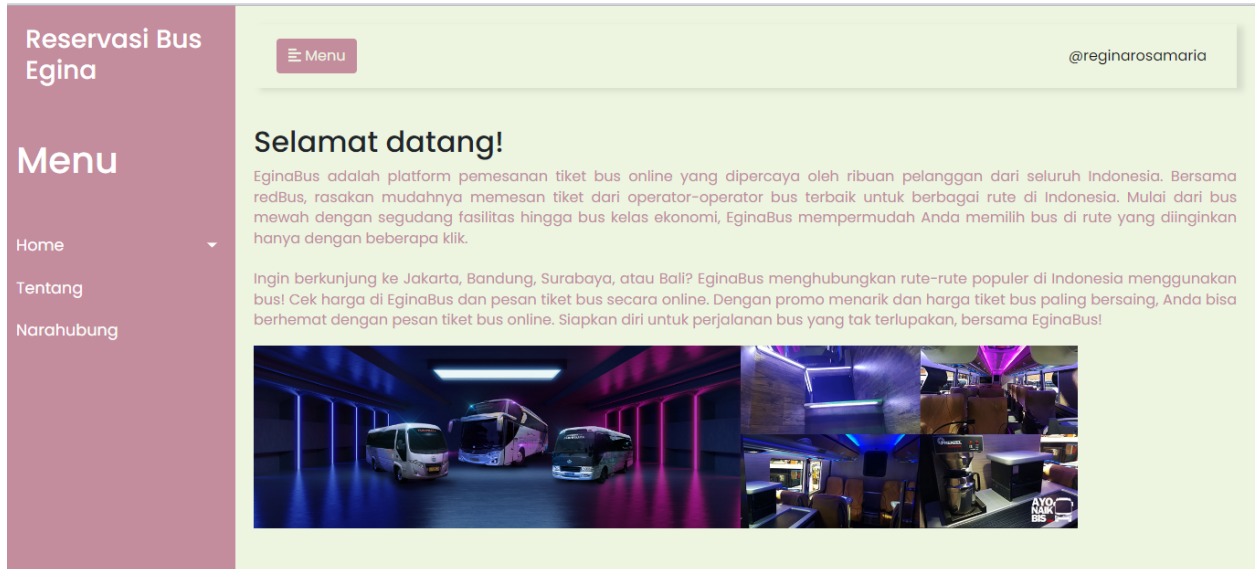 Reservasi Bus
Egina
Menu
@reginarosamaria
Menu
Home
Tentang
Narahubung
Selamat datang!
EginaBus adalah platform pemesanan tiket bus online yang dipercaya oleh ribuan pelanggan dari seluruh Indonesia. Bersama
redBus, rasakan mudahnya memesan tiket dari operator-operator bus terbaik untuk berbagai rute di Indonesia. Mulai dari bus
mewah dengan segudang fasilitas hingga bus kelas ekonomi, EginaBus mempermudah Anda memilih bus di rute yang diinginkan
hanya dengan beberapa klik.
Ingin berkunjung ke Jakarta, Bandung, Surabaya, atau Bali? EginaBus menghubungkan rute-rute populer di Indonesia menggunakan
bus! Cek harga di EginaBus dan pesan tiket bus secara online. Dengan promo menarik dan harga tiket bus paling bersaing, Anda bisa
berhemat dengan pesan tiket bus online. Siapkan diri untuk perjalanan bus yang tak terlupakan, bersama EginaBus!
AYO
NAIK
BIS